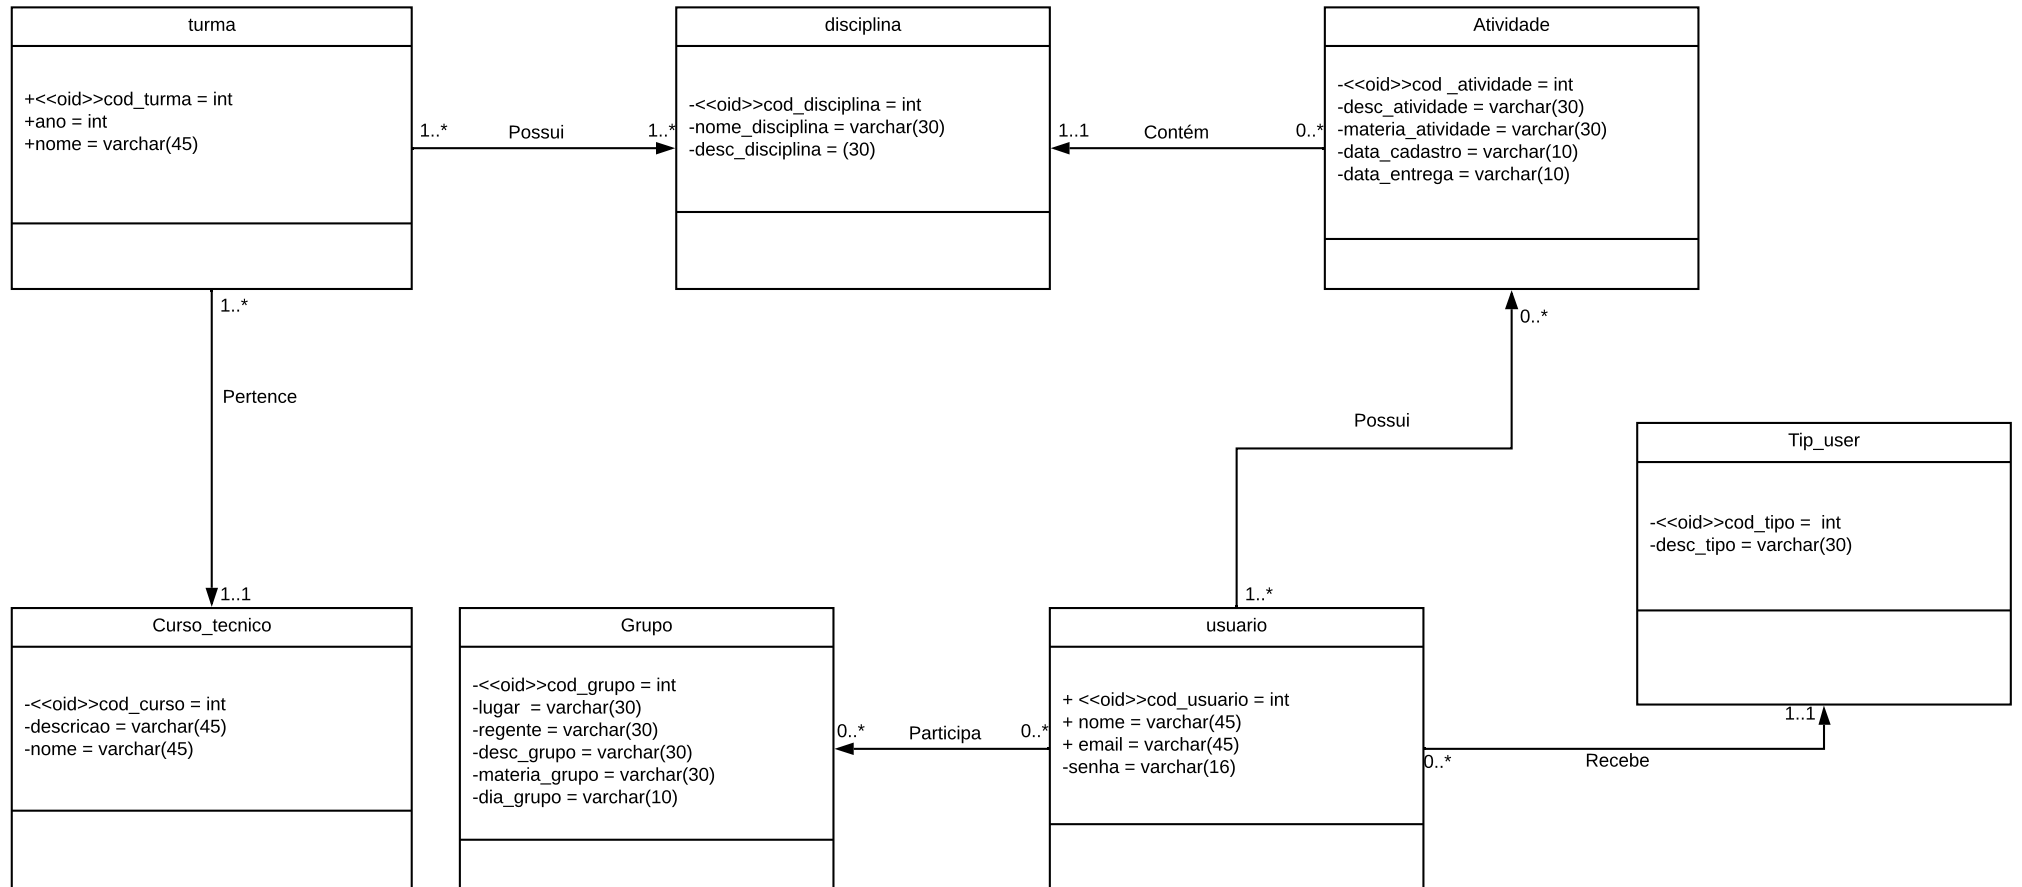 turma
+<<oid>>cod_turma = int
+ano = int
+nome = varchar(45)
1..*
Possui
1..*
disciplina
-<<oid>>cod_disciplina = int
-nome_disciplina = varchar(30)
-desc_disciplina = (30)
1..1
Contém
0..*
Atividade
-<<oid>>cod _atividade = int
-desc_atividade = varchar(30)
-materia_atividade = varchar(30)
-data_cadastro = varchar(10)
-data_entrega = varchar(10)
1..*
Pertence
1..1
0..*
Possui
1..*
Tip_user
-<<oid>>cod_tipo =  int
-desc_tipo = varchar(30)
Curso_tecnico
-<<oid>>cod_curso = int
-descricao = varchar(45)
-nome = varchar(45)
Grupo
-<<oid>>cod_grupo = int
-lugar  = varchar(30)
-regente = varchar(30)
-desc_grupo = varchar(30)
-materia_grupo = varchar(30)
-dia_grupo = varchar(10)
0..*
Participa
0..*
usuario
+ <<oid>>cod_usuario = int
+ nome = varchar(45)
+ email = varchar(45)
-senha = varchar(16)
0..*
Recebe
1..1